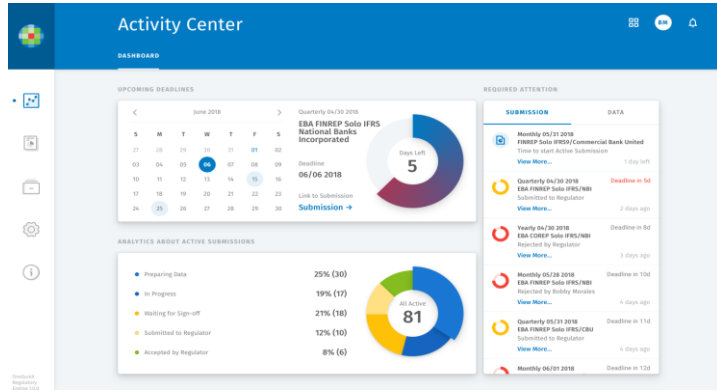 Activity Center
BM
DASHBOARD
UPCOMING DEADLINES
June 2018
S M T W T F S
27 28 29 30 31 01 02
03 04 05 06 07 08 09
10 11 12 13 14 15 16
17 18 19 20 21 22 23
24 25 26 27 28 29 30
Quarterly 04/30 2018
EBA FINREP Solo IFRS
National Banks
Incorporated
Deadline
06/06 2018
Link to Submission
Submission →
Days Left
5
ANALYTICS ABOUT ACTIVE SUBMISSIONS
Preparing Data 25% (30)
In Progress 19% (17)
Waiting for Sign-off 21% (18)
Submitted to Regulator 12% (10)
Accepted by Regulator 8% (6)
All Active
81
REQUIRED ATTENTION
SUBMISSION DATA
Monthly 05/31 2018
FINREP Solo IFRS9/Commercial Bank United
Time to start Active Submission
View More... 1 day left
Quarterly 04/30 2018 Deadline in 5d
EBA FINREP Solo IFRS/NBI
Submitted to Regulator
View More... 2 days ago
Yearly 04/30 2018 Deadline in 8d
EBA COREP Solo IFRS/NBI
Rejected by Regulator
View More... 3 days ago
Monthly 05/28 2018 Deadline in 10d
EBA FINREP Solo IFRS/NBI
Rejected by Robby Morales
View More... 4 days ago
Quarterly 05/31 2018 Deadline in 11d
EBA FINREP Solo IFRS/CBU
Submitted to Regulator
View More... 4 days ago
Monthly 06/01 2018 Deadline in 12d
OneSumX
Regulatory
Engine 1.0.0